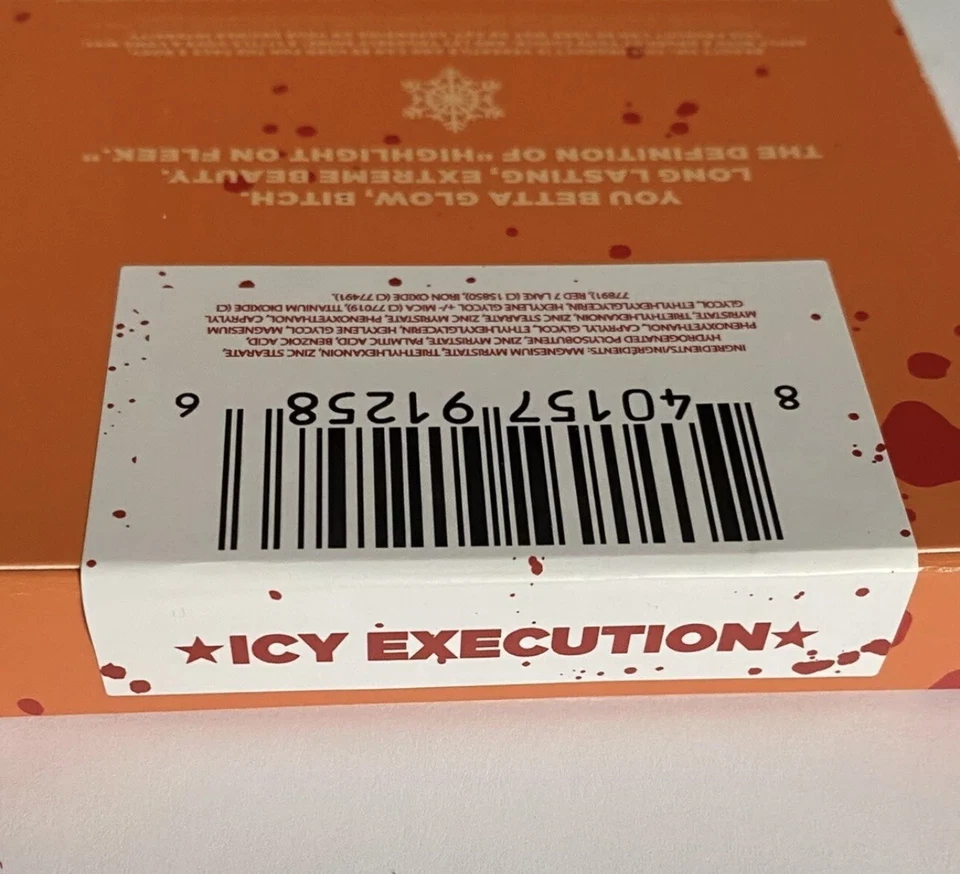 ★ICY EXECUTION★
8 40157 91258 6
INGREDIENTS/INGRÉDIENTS: MAGNESIUM MYRISTATE, TRIETHYLHEXANOIN, ZINC STEARATE,
HYDROGENATED POLYISOBUTENE, ZINC MYRISTATE, PALMITIC ACID, BENZOIC ACID,
PHENOXYETHANOL, CAPRYLYL GLYCOL, ETHYLHEXYLGLYCERIN, HEXYLENE GLYCOL, MAGNESIUM
MYRISTATE, TRIETHYLHEXANOIN, ZINC STEARATE, ZINC MYRISTATE, PHENOXYETHANOL, CAPRYLYL
GLYCOL, ETHYLHEXYLGLYCERIN, HEXYLENE GLYCOL, +/- MICA (CI 77019), TITANIUM DIOXIDE (CI
77891), RED 7 LAKE (CI 15850), IRON OXIDE (CI 77491).
YOU BETTA GLOW, BITCH.
LONG LASTING, EXTREME BEAUTY.
THE DEFINITION OF "HIGHLIGHT ON FLEEK."